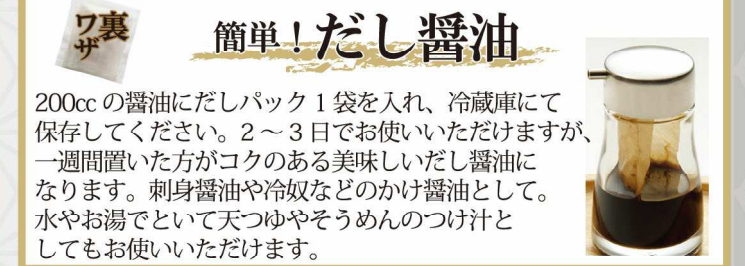 裏ワザ
簡単！だし醤油
200ccの醤油にだしパック1袋を入れ、冷蔵庫にて
保存してください。2～3日でお使いいただけますが、
一週間置いた方がコクのある美味しいだし醤油に
なります。刺身醤油や冷奴などのかけ醤油として。
水やお湯でといて天つゆやそうめんのつけ汁と
してもお使いいただけます。